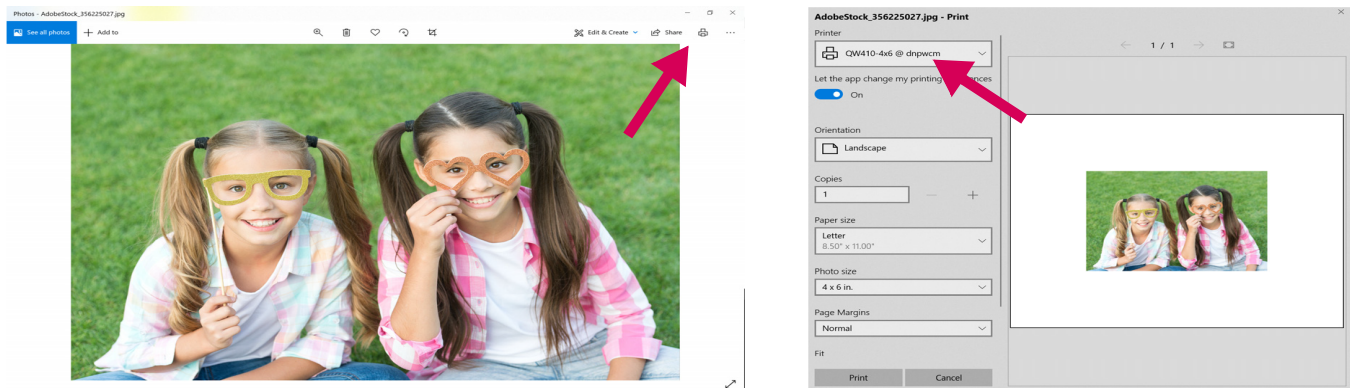 Photos - AdobeStock_356225027.jpg
See all photos
Add to
Edit & Create
Share
AdobeStock_356225027.jpg - Print
Printer
QW410-4x6 @ dnpwcm
Let the app change my printing
ences
On
Orientation
Landscape
Copies
1
Paper size
Letter
8.50" x 11.00"
Photo size
4 x 6 in.
Page Margins
Normal
Fit
Print
Cancel
1 / 1